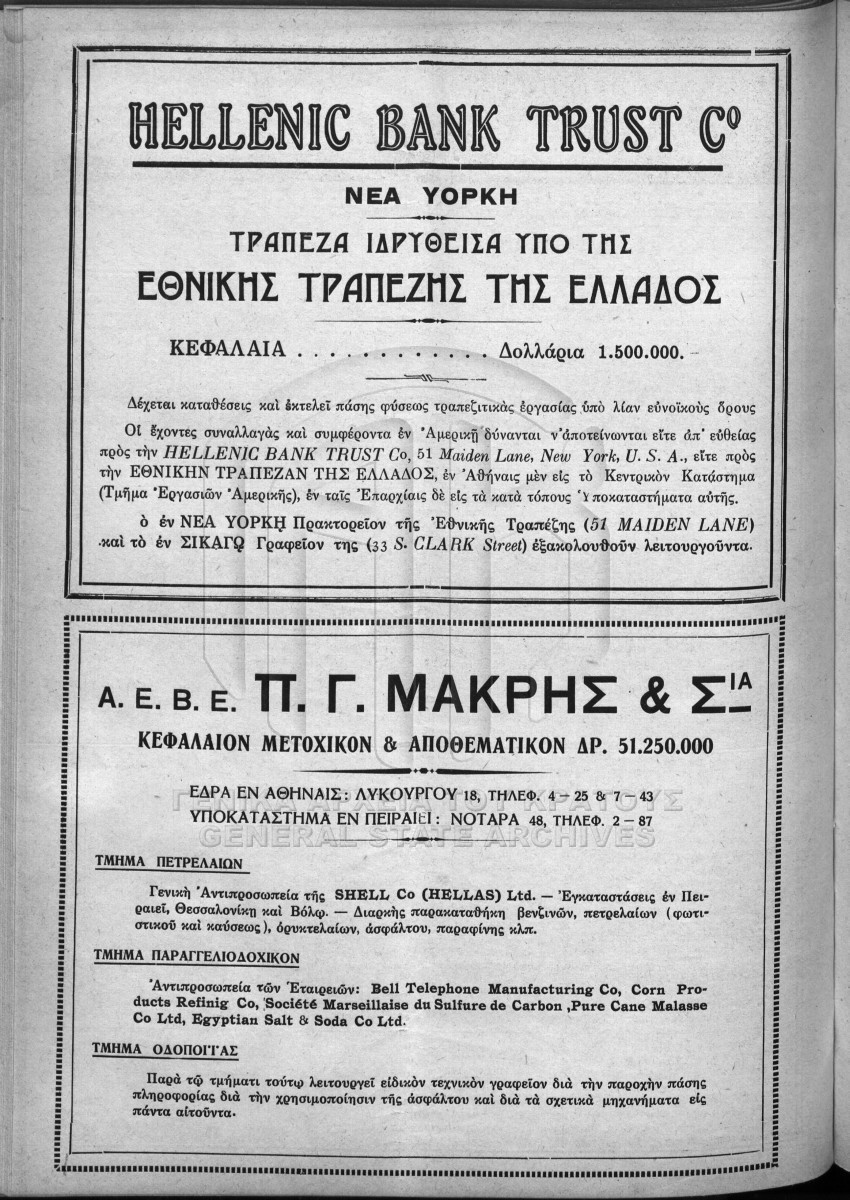 HELLENIC BANK TRUST Cº
ΝΕΑ ΥΟΡΚΗ
ΤΡΑΠΕΖΑ ΙΔΡΥΘΕΙΣΑ ΥΠΟ ΤΗΣ
ΕΘΝΙΚΗΣ ΤΡΑΠΕΖΗΣ ΤΗΣ ΕΛΛΑΔΟΣ
ΚΕΦΑΛΑΙΑ . . . . . . . . . . . . Δολλάρια 1.500.000.–
Δέχεται καταθέσεις καὶ ἐκτελεῖ πάσης φύσεως τραπεζιτικὰς ἐργασίας ὑπὸ λίαν εὐνοϊκοὺς ὅρους
Οἱ ἔχοντες συναλλαγὰς καὶ συμφέροντα ἐν Ἀμερικῇ δύνανται ν'ἀποτείνωνται εἴτε ἀπ' εὐθείας
πρὸς τὴν HELLENIC BANK TRUST Co, 51 Maiden Lane, New York, U. S. A., εἴτε πρὸς
τὴν ΕΘΝΙΚΗΝ ΤΡΑΠΕΖΑΝ ΤΗΣ ΕΛΛΑΔΟΣ, ἐν Ἀθήναις μὲν εἰς τὸ Κεντρικὸν Κατάστημα
(Τμῆμα Ἐργασιῶν Ἀμερικῆς), ἐν ταῖς Ἐπαρχίαις δὲ εἰς τὰ κατὰ τόπους Ὑποκαταστήματα αὐτῆς.
ὁ ἐν ΝΕΑ ΥΟΡΚῌ Πρακτορεῖον τῆς Ἐθνικῆς Τραπέζης (51 MAIDEN LANE)
καὶ τὸ ἐν ΣΙΚΑΓῼ Γραφεῖον της (33 S. CLARK Street) ἐξακολουθοῦν λειτουργοῦντα.
Α. Ε. Β. Ε. Π. Γ. ΜΑΚΡΗΣ & ΣΙΑ
ΚΕΦΑΛΑΙΟΝ ΜΕΤΟΧΙΚΟΝ & ΑΠΟΘΕΜΑΤΙΚΟΝ ΔΡ. 51.250.000
ΕΔΡΑ ΕΝ ΑΘΗΝΑΙΣ: ΛΥΚΟΥΡΓΟΥ 18, ΤΗΛΕΦ. 4 – 25 & 7 – 43
ΓΕΝΙΚΑ ΑΡΧΕΙΑ ΤΟΥ ΚΡΑΤΟΥΣ
ΥΠΟΚΑΤΑΣΤΗΜΑ ΕΝ ΠΕΙΡΑΙΕΙ: ΝΟΤΑΡΑ 48, ΤΗΛΕΦ. 2 – 87
GENERAL STATE ARCHIVES
ΤΜΗΜΑ ΠΕΤΡΕΛΑΙΩΝ
Γενικὴ Ἀντιπροσωπεία τῆς SHELL Co (HELLAS) Ltd. — Ἐγκαταστάσεις ἐν Πει-
ραιεῖ, Θεσσαλονίκῃ καὶ Βόλῳ. — Διαρκὴς παρακαταθήκη βενζινῶν, πετρελαίων (φωτι-
στικοῦ καὶ καύσεως), ὀρυκτελαίων, ἀσφάλτου, παραφίνης κλπ.
ΤΜΗΜΑ ΠΑΡΑΓΓΕΛΙΟΔΟΧΙΚΟΝ
Ἀντιπροσωπεία τῶν Ἑταιρειῶν: Bell Telephone Manufacturing Co, Corn Pro-
ducts Refinig Co, Société Marseillaise du Sulfure de Carbon ,Pure Cane Malasse
Co Ltd, Egyptian Salt & Soda Co Ltd.
ΤΜΗΜΑ ΟΔΟΠΟΙΪΑΣ
Παρὰ τῷ τμήματι τούτῳ λειτουργεῖ εἰδικὸν τεχνικὸν γραφεῖον διὰ τὴν παροχὴν πάσης
πληροφορίας διὰ τὴν χρησιμοποίησιν τῆς ἀσφάλτου καὶ διὰ τὰ σχετικὰ μηχανήματα εἰς
πάντα αἰτοῦντα.